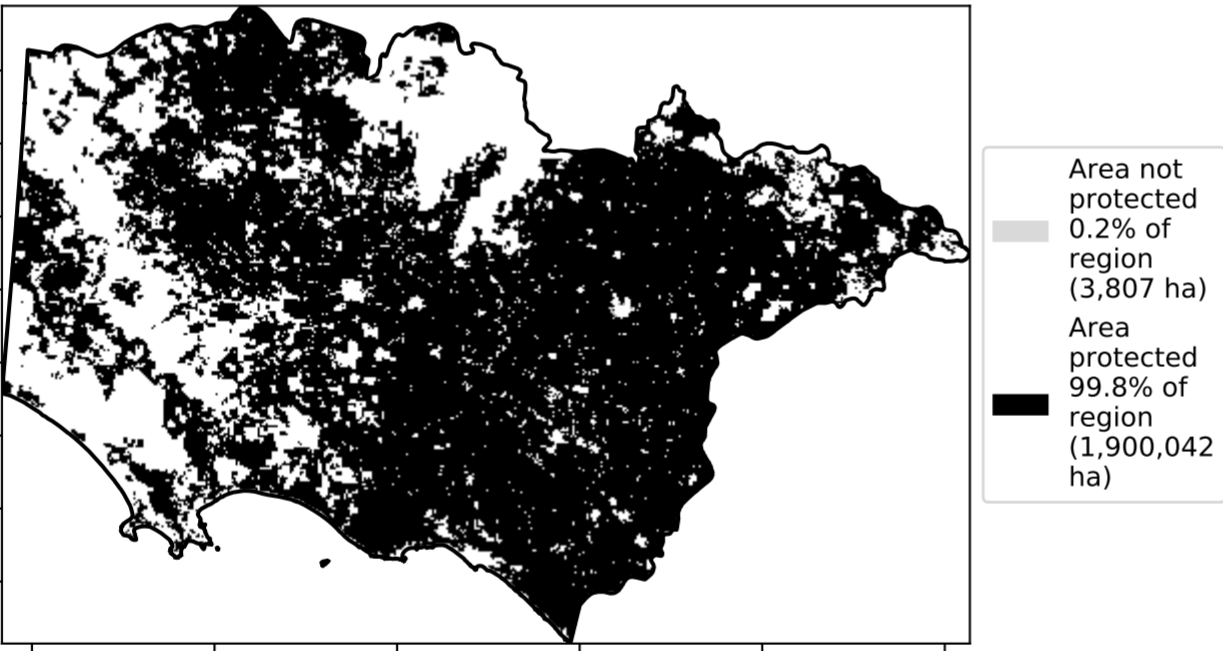 Area not
protected
0.2% of
region
(3,807 ha)
Area
protected
99.8% of
region
(1,900,042
ha)